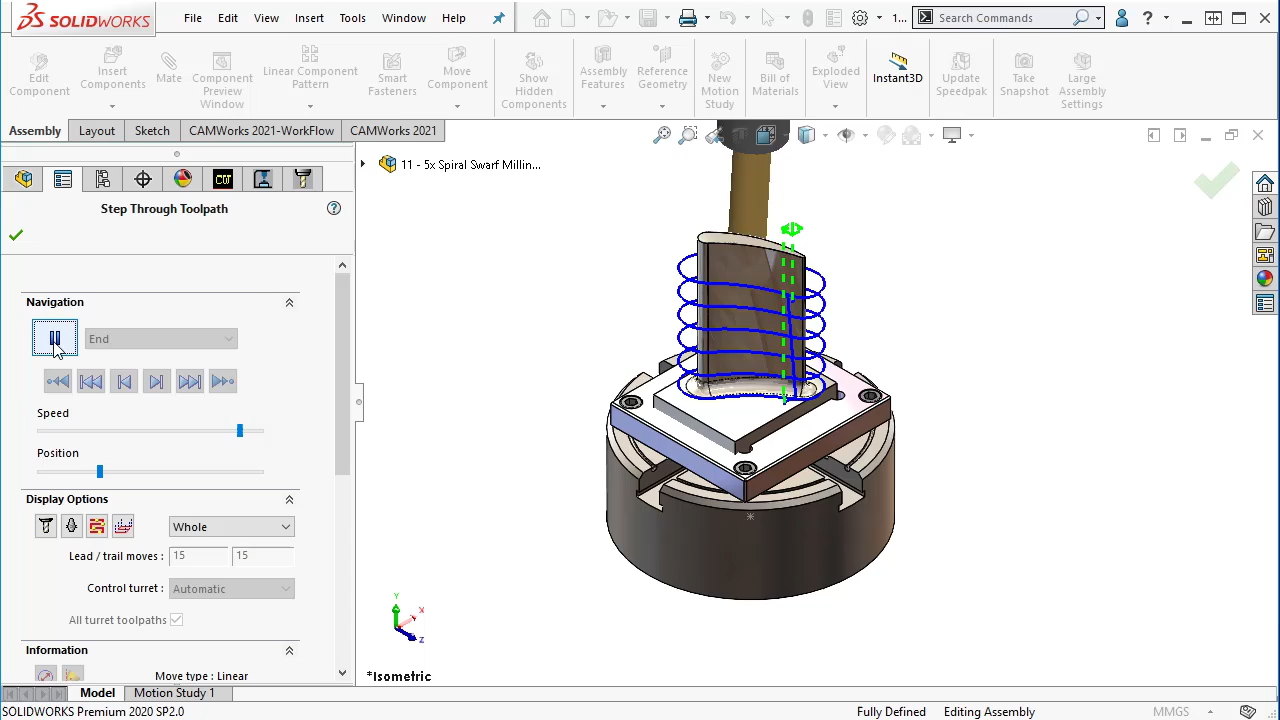 SOLIDWORKS
File Edit View Insert Tools Window Help
1...
Search Commands
?
Edit Component
Insert Components
Mate
Component Preview Window
Linear Component Pattern
Smart Fasteners
Move Component
Show Hidden Components
Assembly Features
Reference Geometry
New Motion Study
Bill of Materials
Exploded View
Instant3D
Update Speedpak
Take Snapshot
Large Assembly Settings
Assembly Layout Sketch CAMWorks 2021-WorkFlow CAMWorks 2021
11 - 5x Spiral Swarf Millin...
Step Through Toolpath
?
Navigation
End
Speed
Position
Display Options
Whole
Lead / trail moves : 15 15
Control turret : Automatic
All turret toolpaths
Information
Move type : Linear
Y
X
Z
*Isometric
Model Motion Study 1
SOLIDWORKS Premium 2020 SP2.0
Fully Defined
Editing Assembly
MMGS